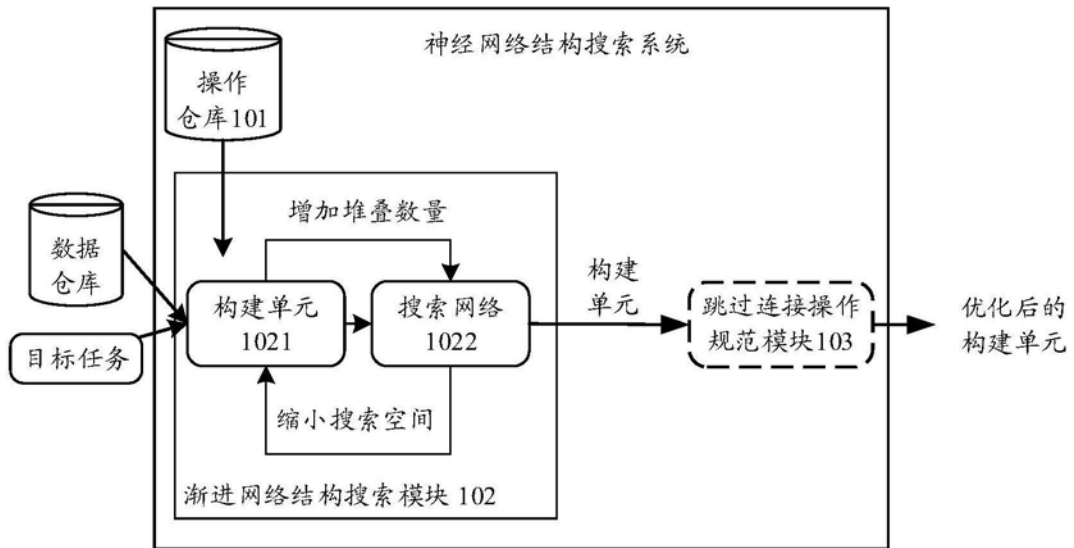 神经网络结构搜索系统
操作
仓库101
增加堆叠数量
数据
仓库
目标任务
构建单元
1021
搜索网络
1022
构建
单元
跳过连接操作
规范模块103
优化后的
构建单元
缩小搜索空间
渐进网络结构搜索模块 102